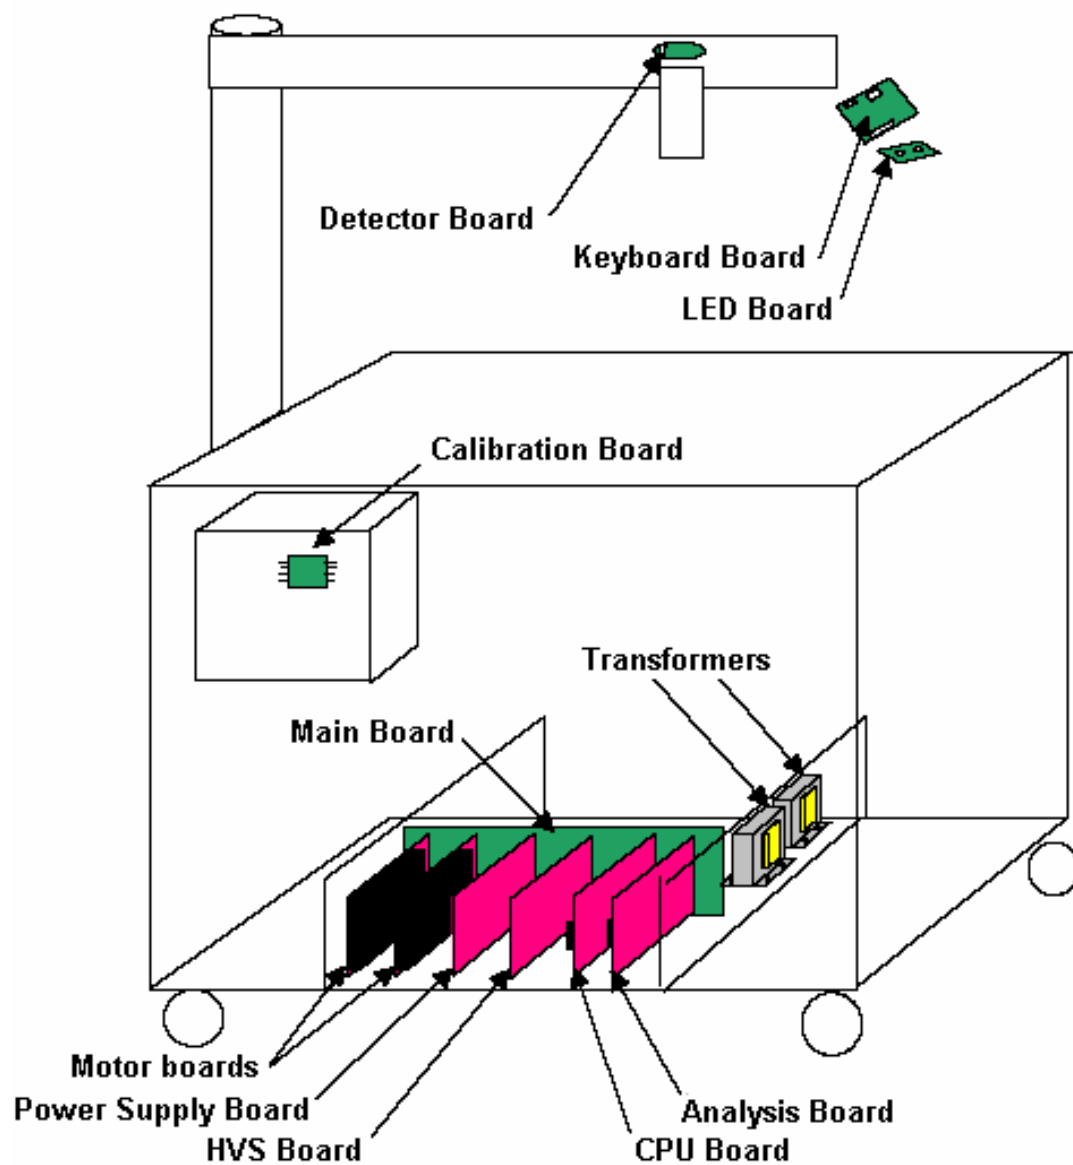 Detector Board
Keyboard Board
LED Board
Calibration Board
Transformers
Main Board
Motor boards
Power Supply Board
HVS Board
Analysis Board
CPU Board